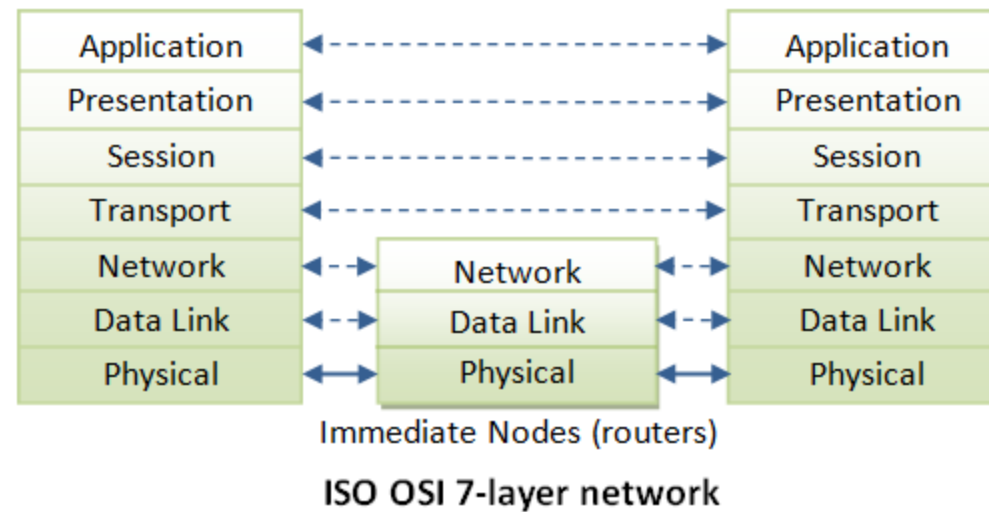 Application Application
Presentation Presentation
Session Session
Transport Transport
Network Network Network
Data Link Data Link Data Link
Physical Physical Physical
Immediate Nodes (routers)
ISO OSI 7-layer network